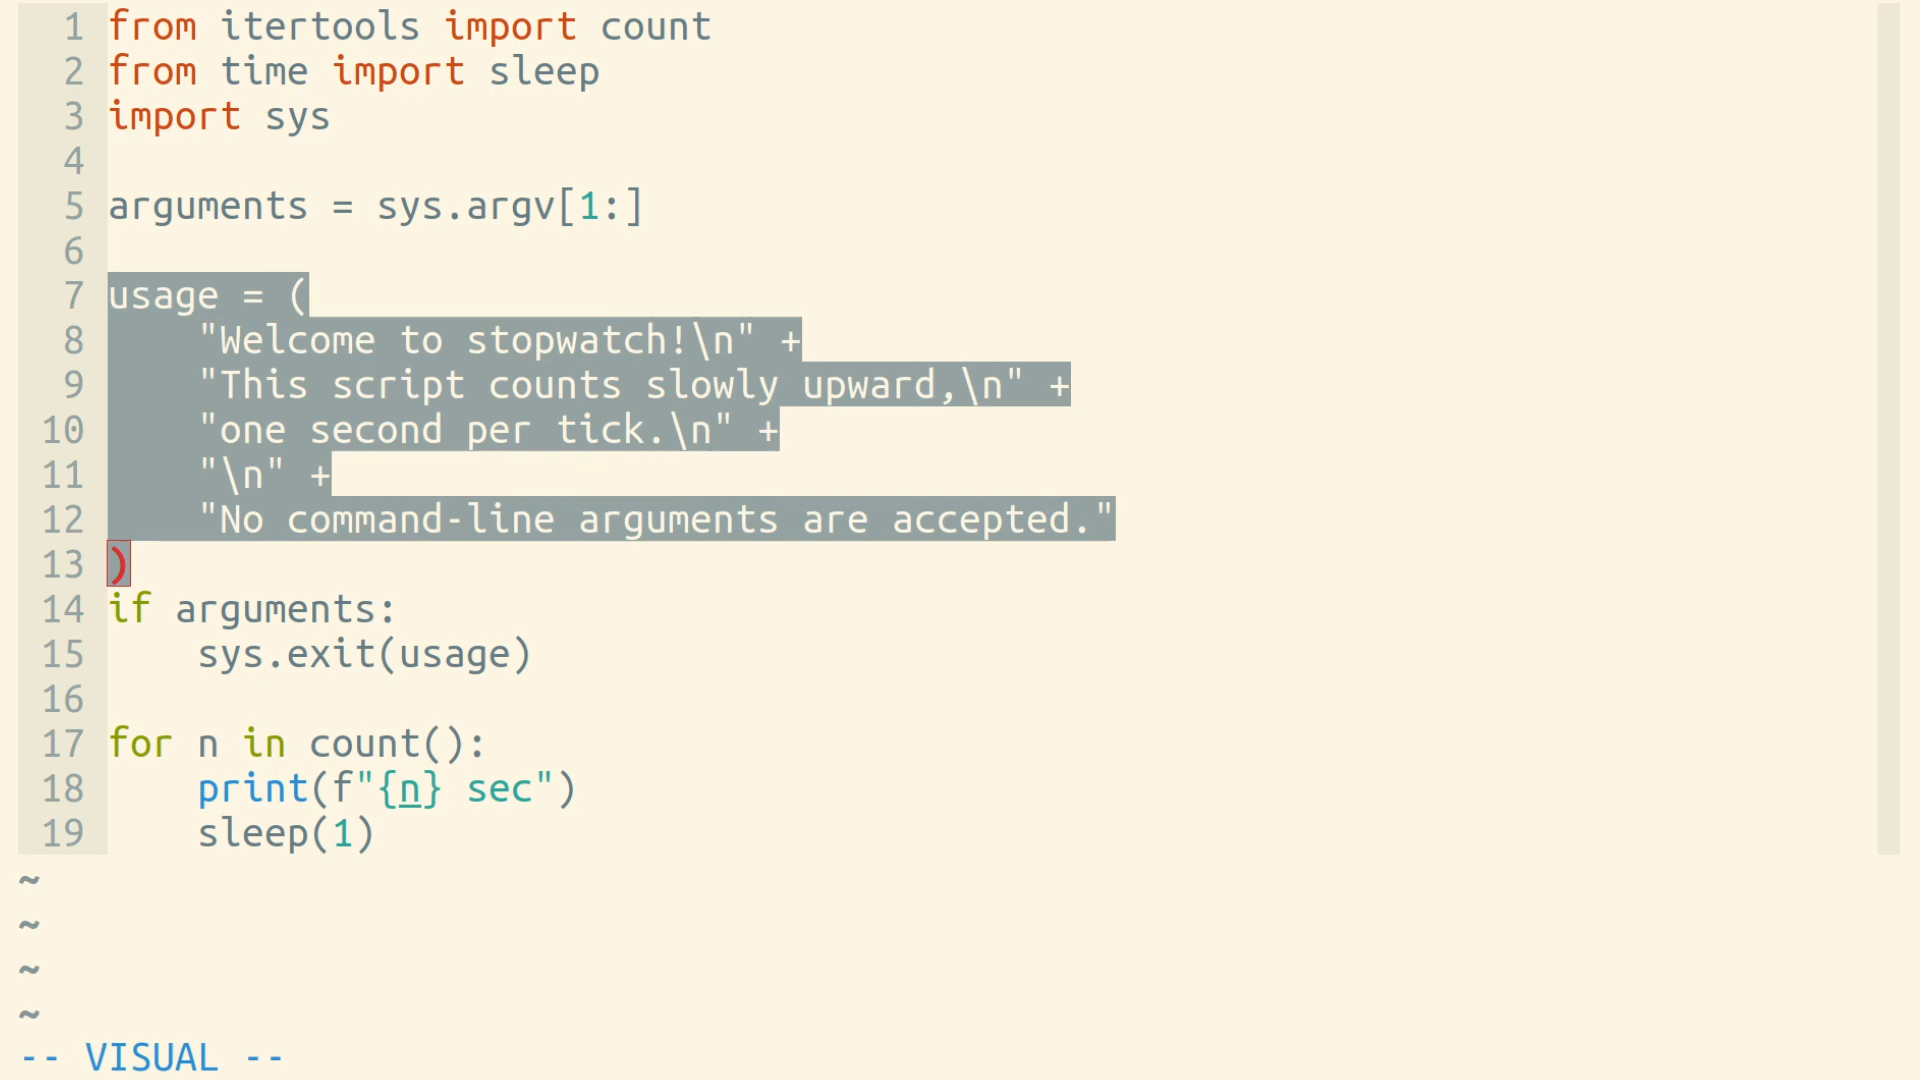 1 from itertools import count
2 from time import sleep
3 import sys
4
5 arguments = sys.argv[1:]
6
7 usage = (
8     "Welcome to stopwatch!\n" +
9     "This script counts slowly upward,\n" +
10     "one second per tick.\n" +
11     "\n" +
12     "No command-line arguments are accepted."
13 )
14 if arguments:
15     sys.exit(usage)
16
17 for n in count():
18     print(f"{n} sec")
19     sleep(1)
~
~
~
~
-- VISUAL --